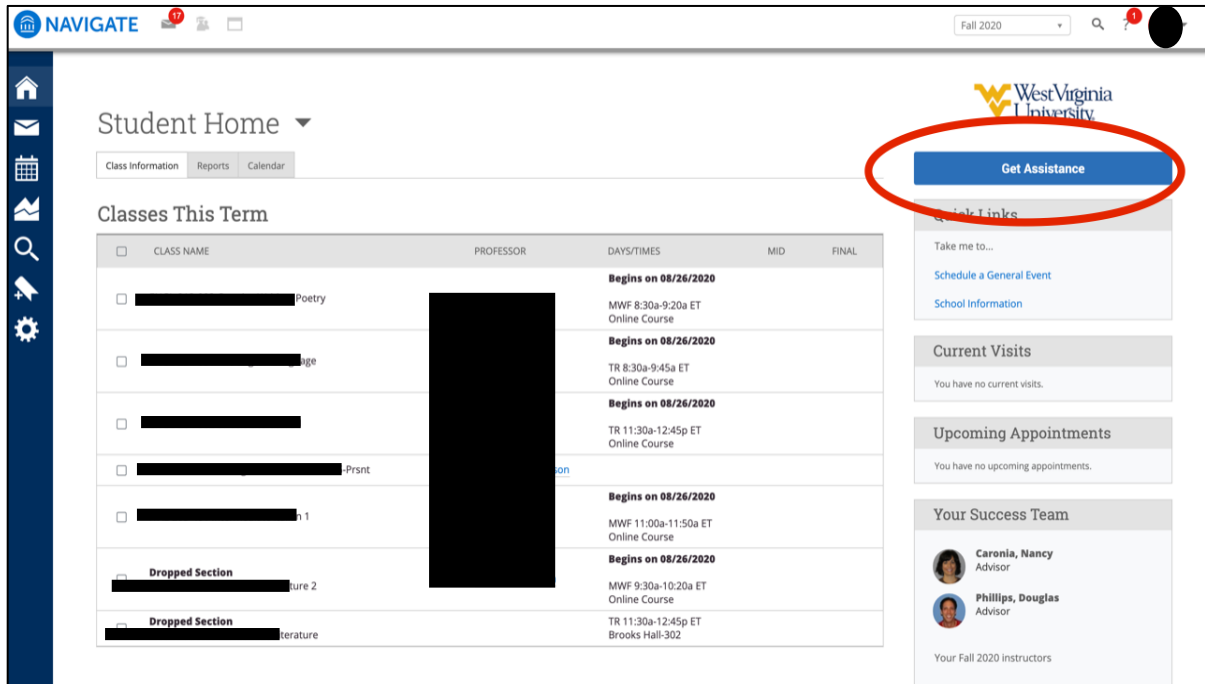 NAVIGATE
17
Fall 2020
?
1
West Virginia
University
Student Home
Get Assistance
Class Information Reports Calendar
Classes This Term
Quick Links
Take me to...
Schedule a General Event
School Information
CLASS NAME PROFESSOR DAYS/TIMES MID FINAL
Begins on 08/26/2020
Poetry
MWF 8:30a-9:20a ET
Online Course
Begins on 08/26/2020
age
TR 8:30a-9:45a ET
Online Course
Begins on 08/26/2020
TR 11:30a-12:45p ET
Online Course
-Prsnt son
Begins on 08/26/2020
n 1
MWF 11:00a-11:50a ET
Online Course
Begins on 08/26/2020
Dropped Section
ture 2
MWF 9:30a-10:20a ET
Online Course
Dropped Section
terature
TR 11:30a-12:45p ET
Brooks Hall-302
Current Visits
You have no current visits.
Upcoming Appointments
You have no upcoming appointments.
Your Success Team
Caronia, Nancy
Advisor
Phillips, Douglas
Advisor
Your Fall 2020 instructors